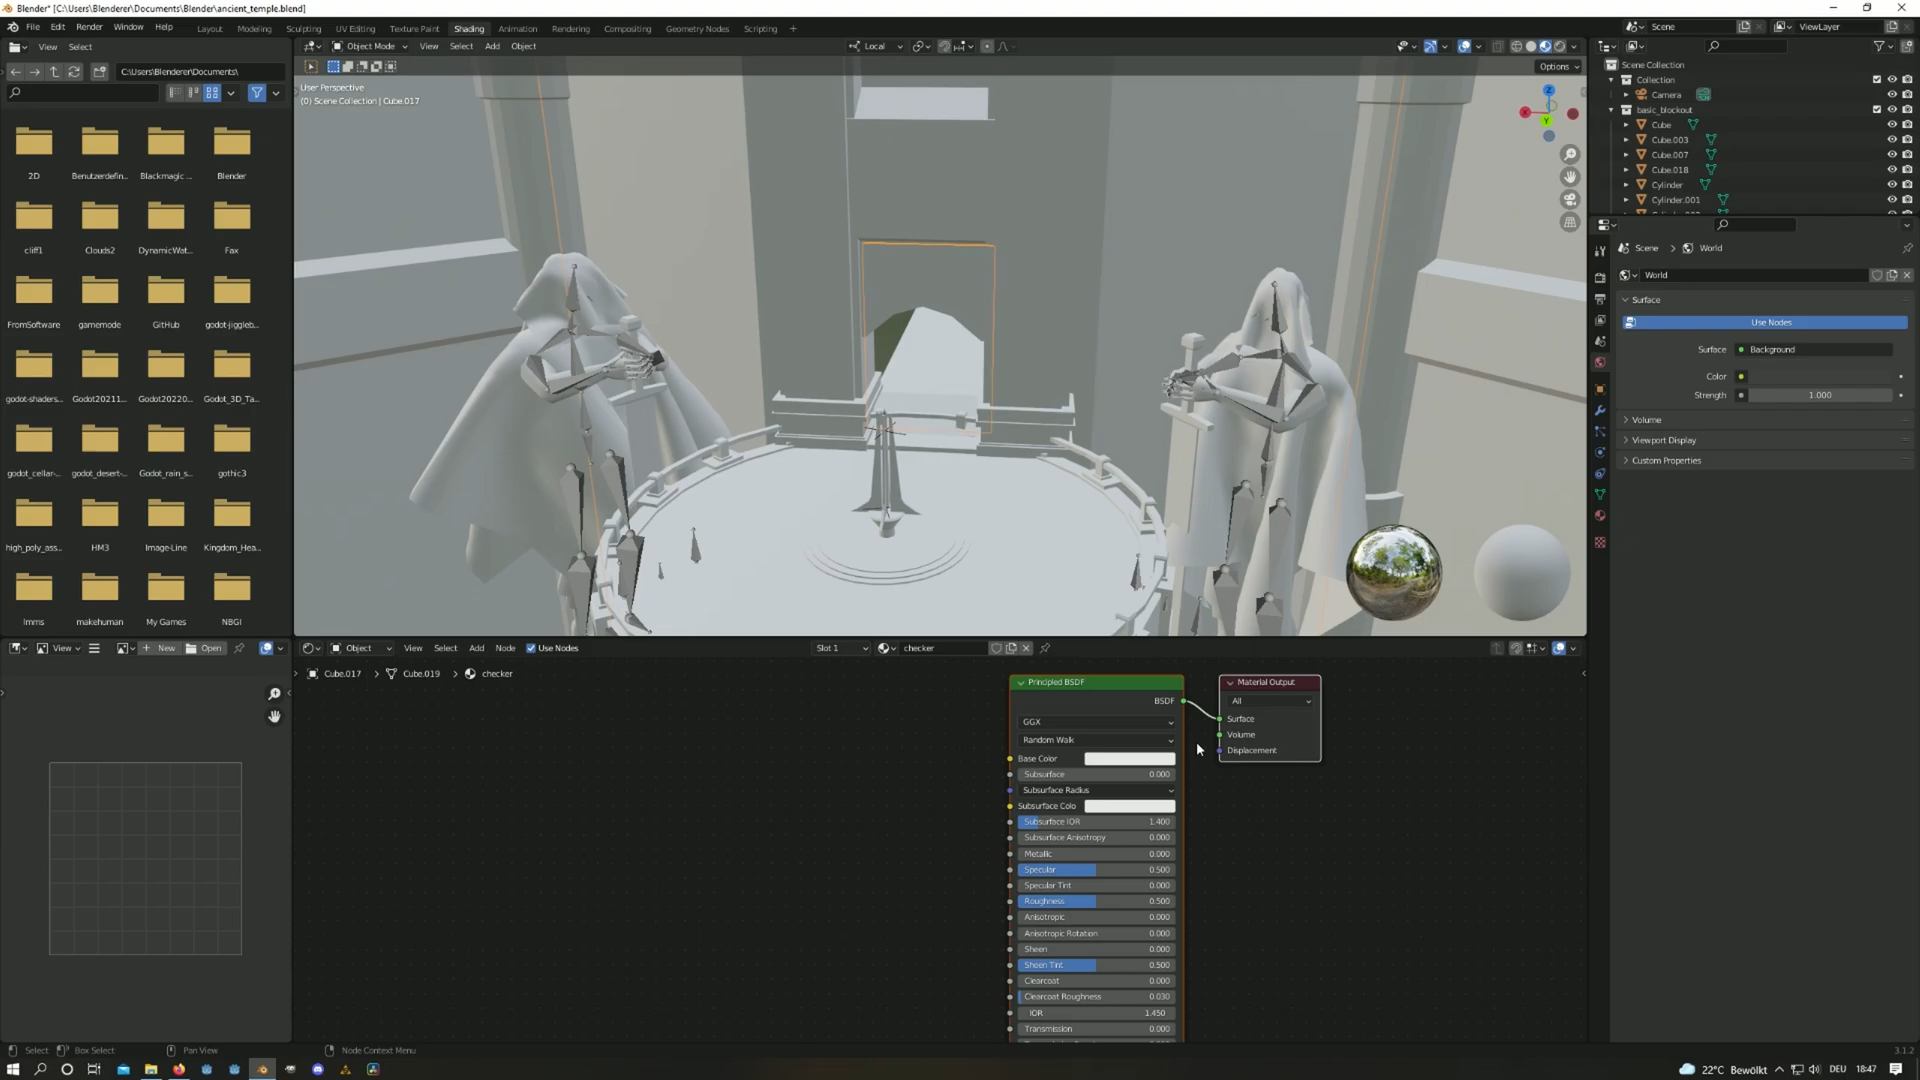 Blender* [C:\Users\Blenderer\Documents\Blender\ancient_temple.blend]
File Edit Render Window Help
Layout Modeling Sculpting UV Editing Texture Paint Shading Animation Rendering Compositing Geometry Nodes Scripting +
Scene
ViewLayer
View Select
Object Mode View Select Add Object
Local
C:\Users\Blenderer\Documents\
Options
User Perspective
(0) Scene Collection | Cube.017
Z
X
Y
2D
Benutzerdefin...
Blackmagic ...
Blender
cliff1
Clouds2
DynamicWat...
Fax
FromSoftware
gamemode
GitHub
godot-jiggleb...
godot-shaders...
Godot20211...
Godot20220...
Godot_3D_Ta...
godot_cellar-...
godot_desert-...
Godot_rain_s...
gothic3
high_poly_ass...
HM3
Image-Line
Kingdom_Hea...
lmms
makehuman
My Games
NBGI
Scene Collection
Collection
Camera
basic_blockout
Cube
Cube.003
Cube.007
Cube.018
Cylinder
Cylinder.001
Scene > World
World
Surface
Use Nodes
Surface Background
Color
Strength 1.000
Volume
Viewport Display
Custom Properties
View
New
Open
Object View Select Add Node Use Nodes
Slot 1
checker
Cube.017 > Cube.019 > checker
Principled BSDF
BSDF
GGX
Random Walk
Base Color
Subsurface 0.000
Subsurface Radius
Subsurface Colo
Subsurface IOR 1.400
Subsurface Anisotropy 0.000
Metallic 0.000
Specular 0.500
Specular Tint 0.000
Roughness 0.500
Anisotropic 0.000
Anisotropic Rotation 0.000
Sheen 0.000
Sheen Tint 0.500
Clearcoat 0.000
Clearcoat Roughness 0.030
IOR 1.450
Transmission 0.000
Material Output
All
Surface
Volume
Displacement
Select Box Select Pan View Node Context Menu
3.1.2
22°C Bewölkt
DEU 18:47